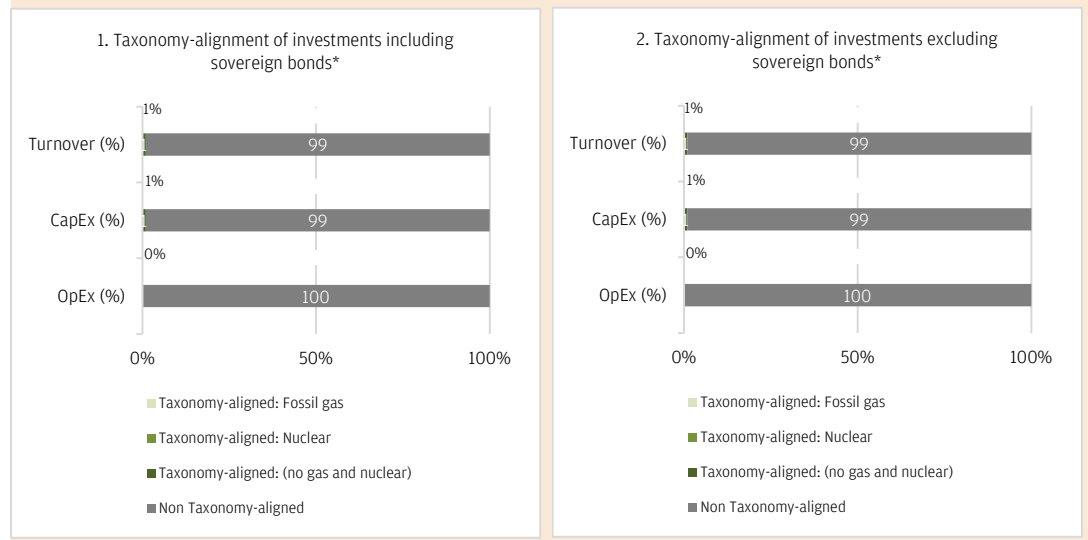 1. Taxonomy-alignment of investments including
sovereign bonds*
1%
Turnover (%)
99
1%
CapEx (%)
99
0%
OpEx (%)
100
0%
50%
100%
Taxonomy-aligned: Fossil gas
Taxonomy-aligned: Nuclear
Taxonomy-aligned: (no gas and nuclear)
Non Taxonomy-aligned
2. Taxonomy-alignment of investments excluding
sovereign bonds*
1%
Turnover (%)
99
1%
CapEx (%)
99
0%
OpEx (%)
100
0%
50%
100%
Taxonomy-aligned: Fossil gas
Taxonomy-aligned: Nuclear
Taxonomy-aligned: (no gas and nuclear)
Non Taxonomy-aligned